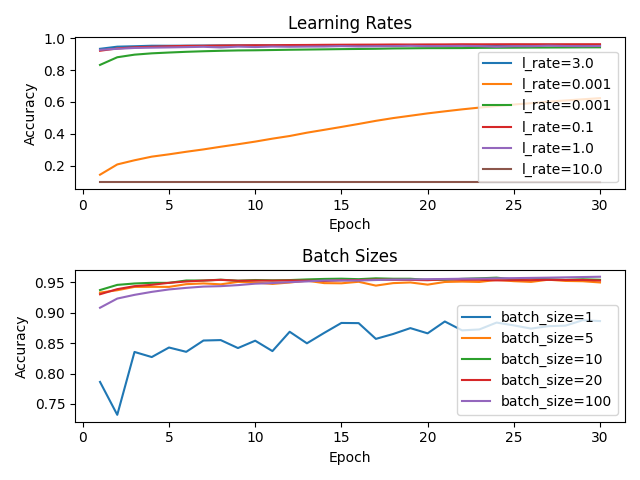 Learning Rates
Accuracy
1.0
0.8
0.6
0.4
0.2
l_rate=3.0
l_rate=0.001
l_rate=0.001
l_rate=0.1
l_rate=1.0
l_rate=10.0
0 5 10 15 20 25 30
Epoch
Batch Sizes
Accuracy
0.95
0.90
0.85
0.80
0.75
batch_size=1
batch_size=5
batch_size=10
batch_size=20
batch_size=100
0 5 10 15 20 25 30
Epoch